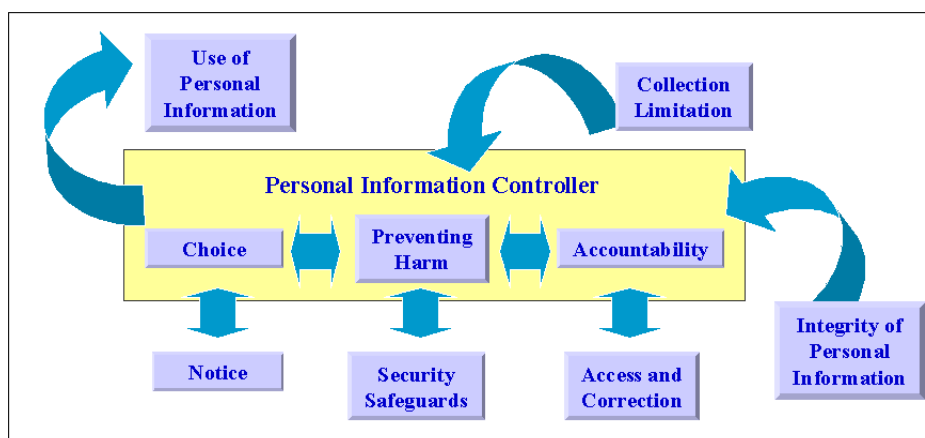 Use of
Personal
Information
Collection
Limitation
Personal Information Controller
Choice
Preventing
Harm
Accountability
Notice
Security
Safeguards
Access and
Correction
Integrity of
Personal
Information